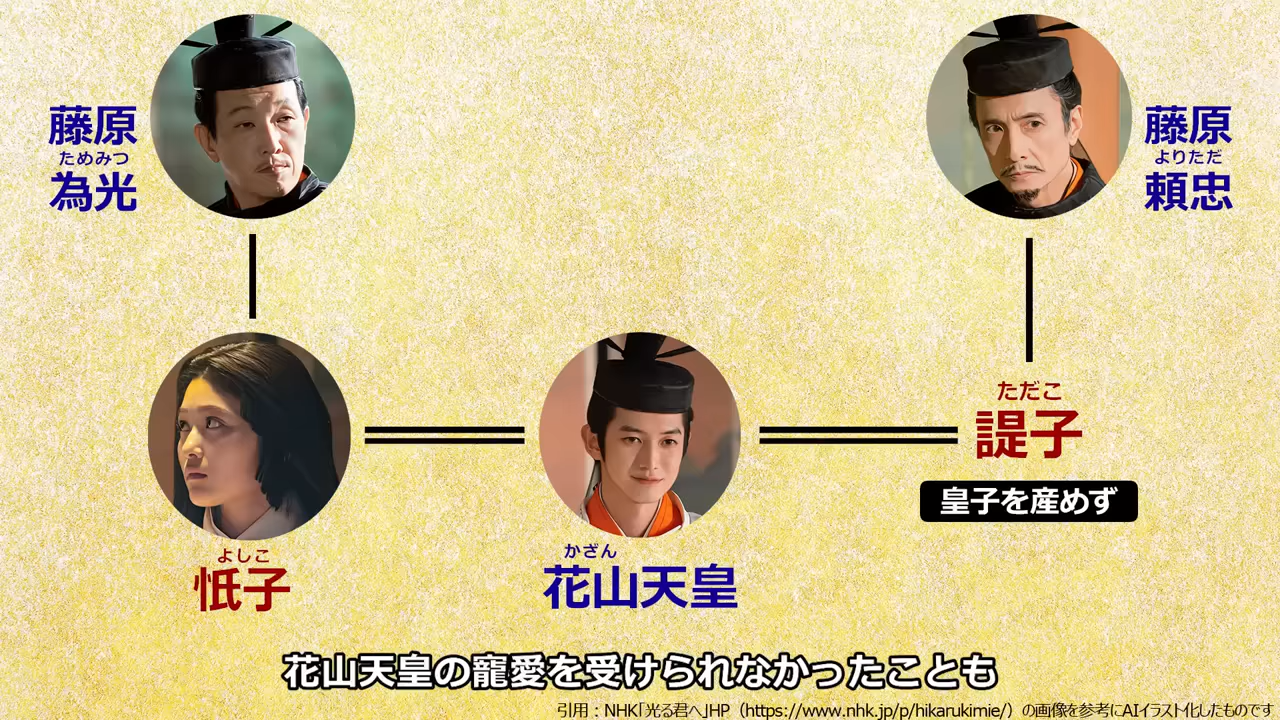 藤原
ためみつ
為光
藤原
よりただ
頼忠
ただこ
諟子
皇子を産めず
よしこ
忯子
かざん
花山天皇
花山天皇の寵愛を受けられなかったことも
引用：NHK「光る君へ」HP（https://www.nhk.jp/p/hikarukimie/）の画像を参考にAIイラスト化したものです